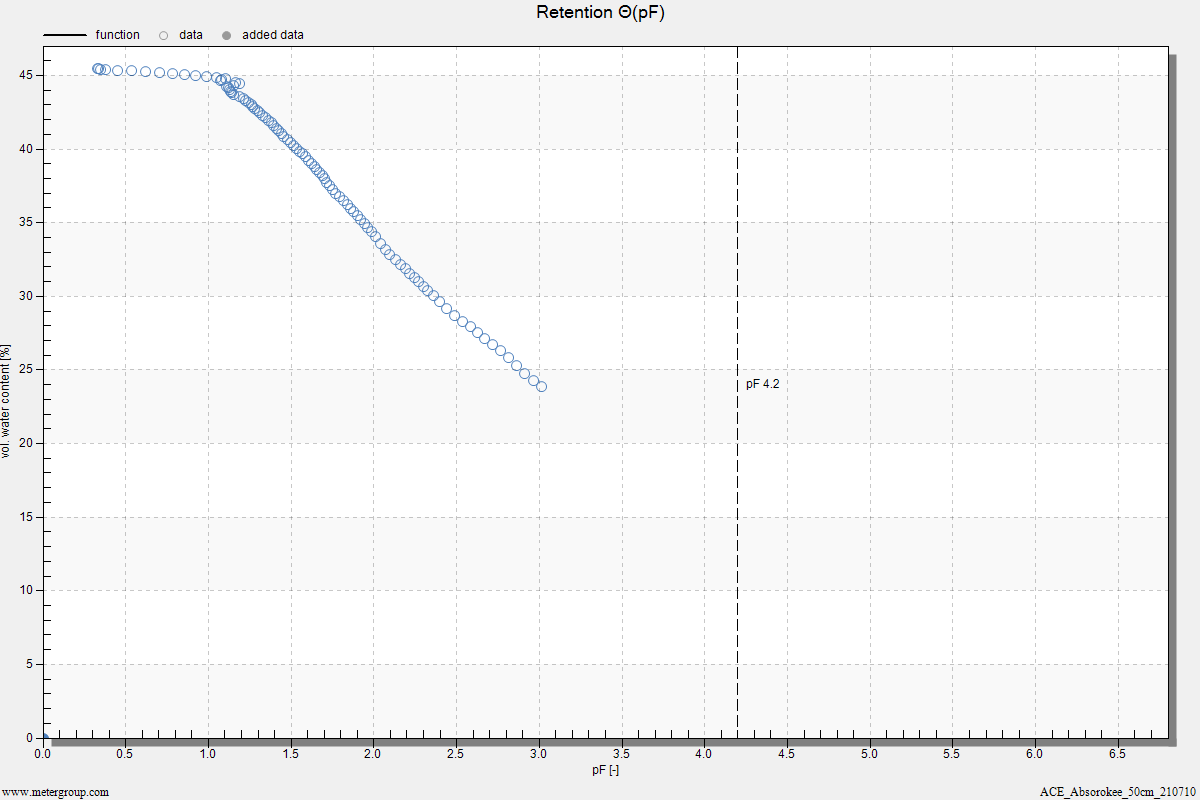 Retention Θ(pF)
function data added data
45
40
35
30
25
20
15
10
5
0
vol. water content [%]
pF 4.2
0.0 0.5 1.0 1.5 2.0 2.5 3.0 3.5 4.0 4.5 5.0 5.5 6.0 6.5
pF [-]
www.metergroup.com
ACE_Absorokee_50cm_210710